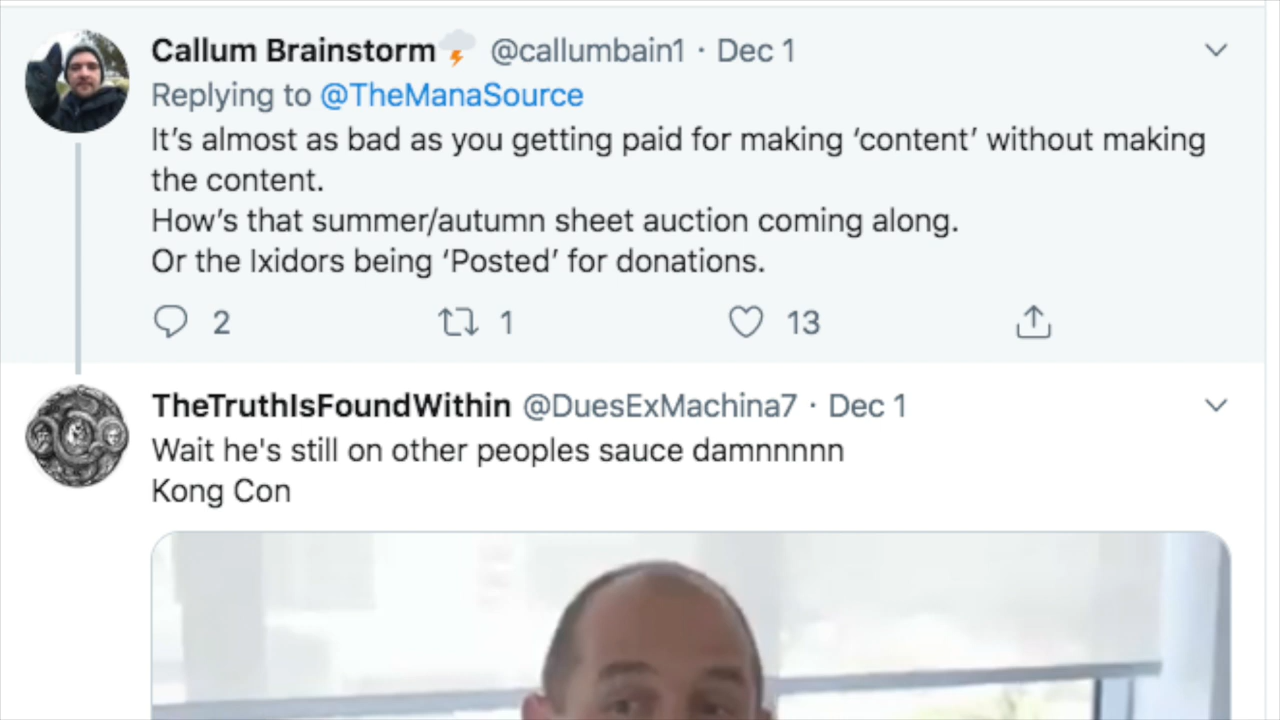 Callum Brainstorm🌩️ @callumbain1 · Dec 1
Replying to @TheManaSource
It’s almost as bad as you getting paid for making ‘content’ without making
the content.
How’s that summer/autumn sheet auction coming along.
Or the Ixidors being ‘Posted’ for donations.
2 1 13
TheTruthIsFoundWithin @DuesExMachina7 · Dec 1
Wait he's still on other peoples sauce damnnnnn
Kong Con